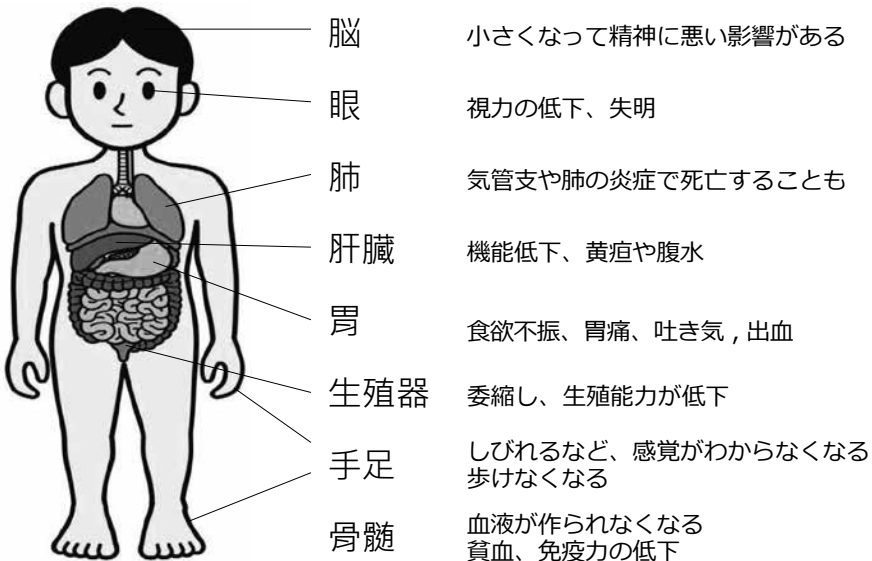 脳 小さくなって精神に悪い影響がある
眼 視力の低下、失明
肺 気管支や肺の炎症で死亡することも
肝臓 機能低下、黄疸や腹水
胃 食欲不振、胃痛、吐き気 , 出血
生殖器 委縮し、生殖能力が低下
手足 しびれるなど、感覚がわからなくなる
歩けなくなる
骨髄 血液が作られなくなる
貧血、免疫力の低下